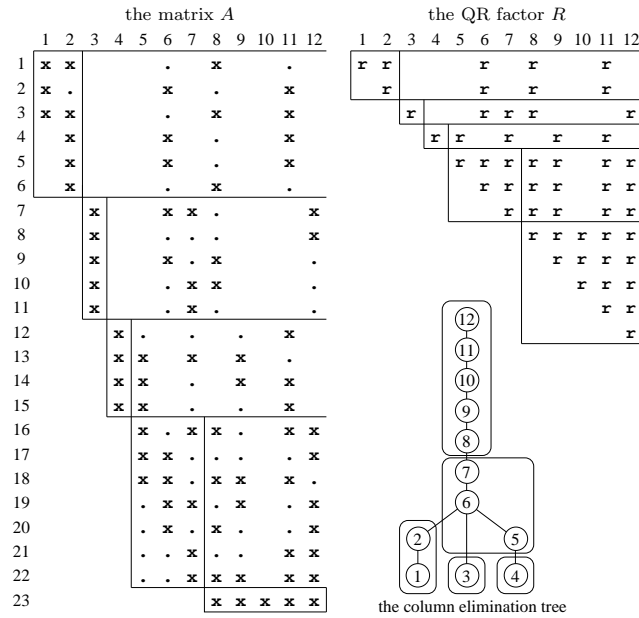 the matrix A
1 2 3 4 5 6 7 8 9 10 11 12
1 x x . x .
2 x . x . x
3 x x . x x
4 x x . x
5 x x . x
6 x . x .
7 x x x . x
8 x . . . x
9 x x . x .
10 x . x x .
11 x . x . .
12 x . . . x
13 x x x x .
14 x x . x x
15 x x . . x
16 x . x x . x x
17 x x . . . . x
18 x x . x x x .
19 . x x x . x .
20 . x . x . . x
21 . . x . . x x
22 . . x x x x x
23 x x x x x
the QR factor R
1 2 3 4 5 6 7 8 9 10 11 12
r r r r r
r r r r
r r r r r
r r r r r
r r r r r r r
r r r r r r
r r r r r
r r r r r
r r r r
r r r
r r
r
12
11
10
9
8
7
6
2 5
1 3 4
the column elimination tree